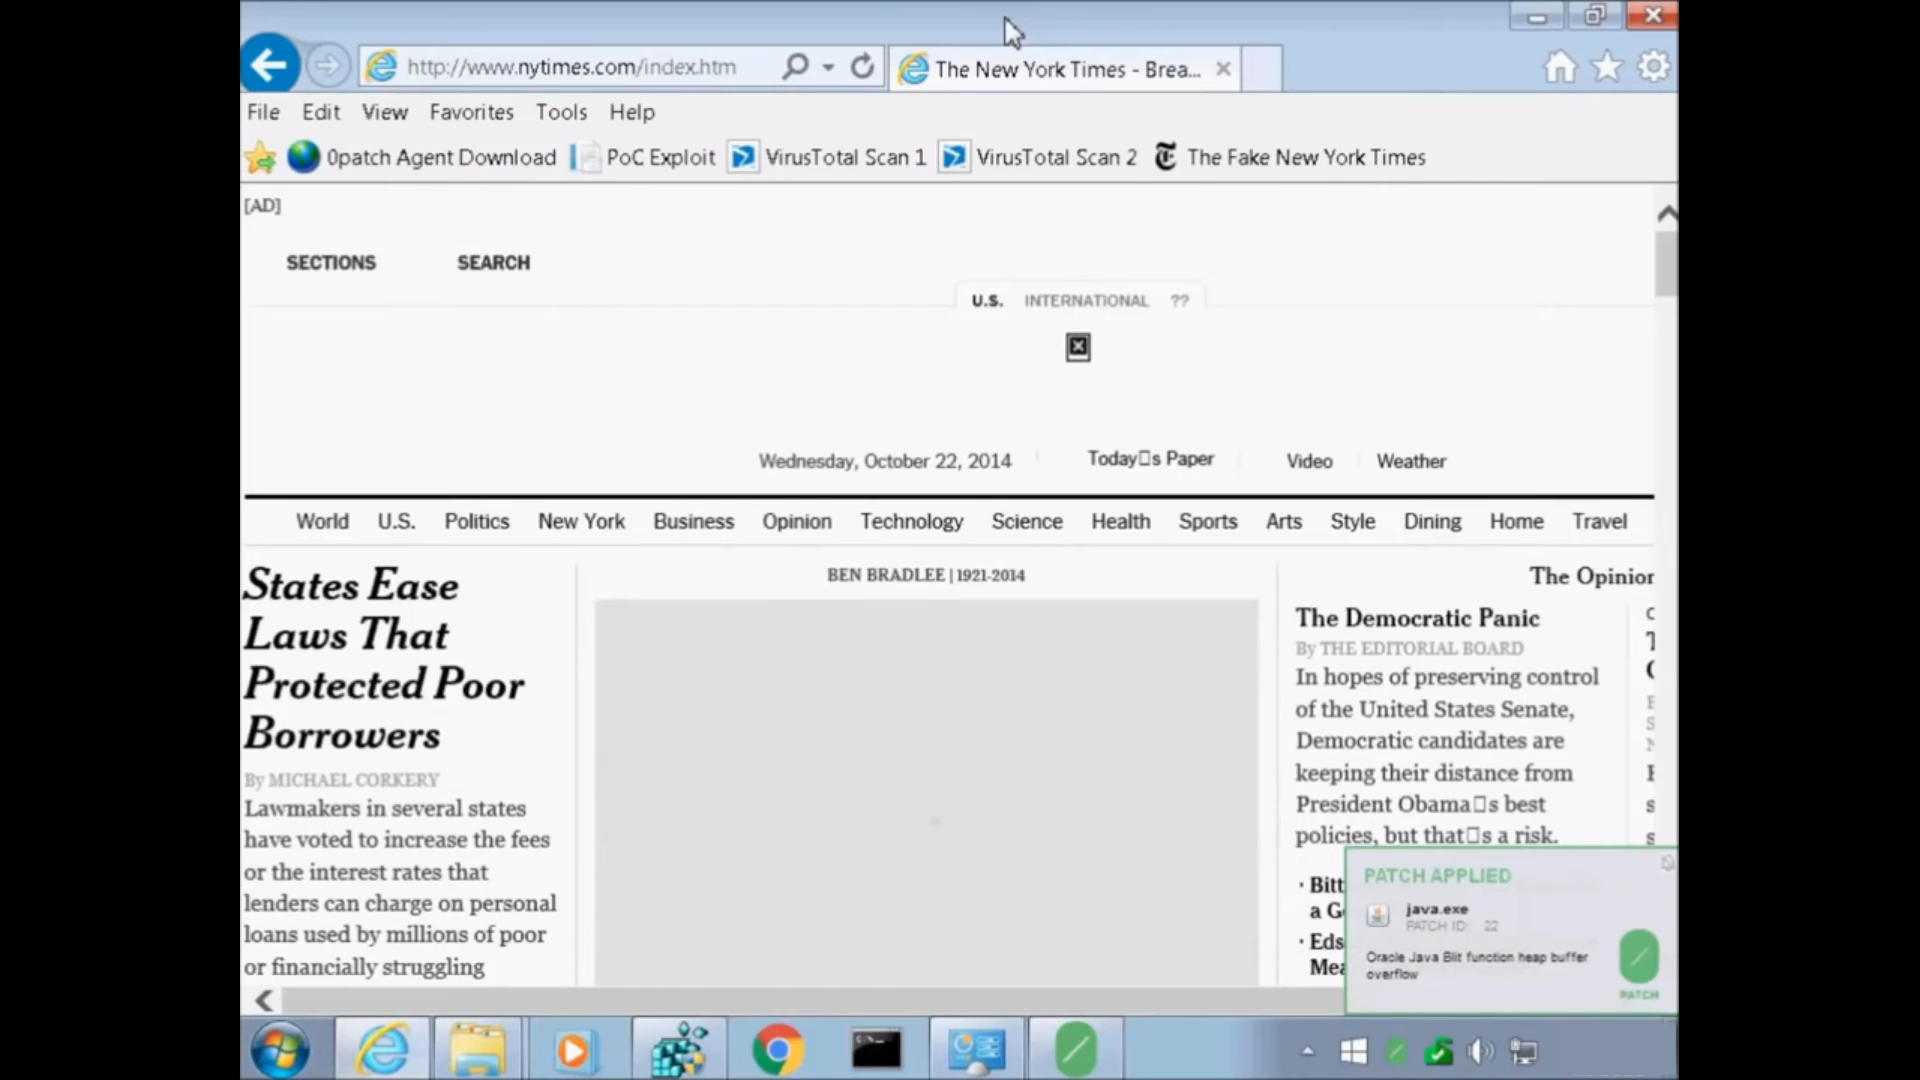 http://www.nytimes.com/index.htm
The New York Times - Brea...
File Edit View Favorites Tools Help
0patch Agent Download PoC Exploit VirusTotal Scan 1 VirusTotal Scan 2 The Fake New York Times
[AD]
SECTIONS SEARCH
U.S. INTERNATIONAL ??
Wednesday, October 22, 2014 Today□s Paper Video Weather
World U.S. Politics New York Business Opinion Technology Science Health Sports Arts Style Dining Home Travel
States Ease
Laws That
Protected Poor
Borrowers
By MICHAEL CORKERY
Lawmakers in several states
have voted to increase the fees
or the interest rates that
lenders can charge on personal
loans used by millions of poor
or financially struggling
BEN BRADLEE | 1921-2014
The Opinion
The Democratic Panic
By THE EDITORIAL BOARD
In hopes of preserving control
of the United States Senate,
Democratic candidates are
keeping their distance from
President Obama□s best
policies, but that□s a risk.
· Bitt
a G
· Eds
Mea
PATCH APPLIED
java.exe
PATCH ID: 22
Oracle Java Blit function heap buffer
overflow
PATCH